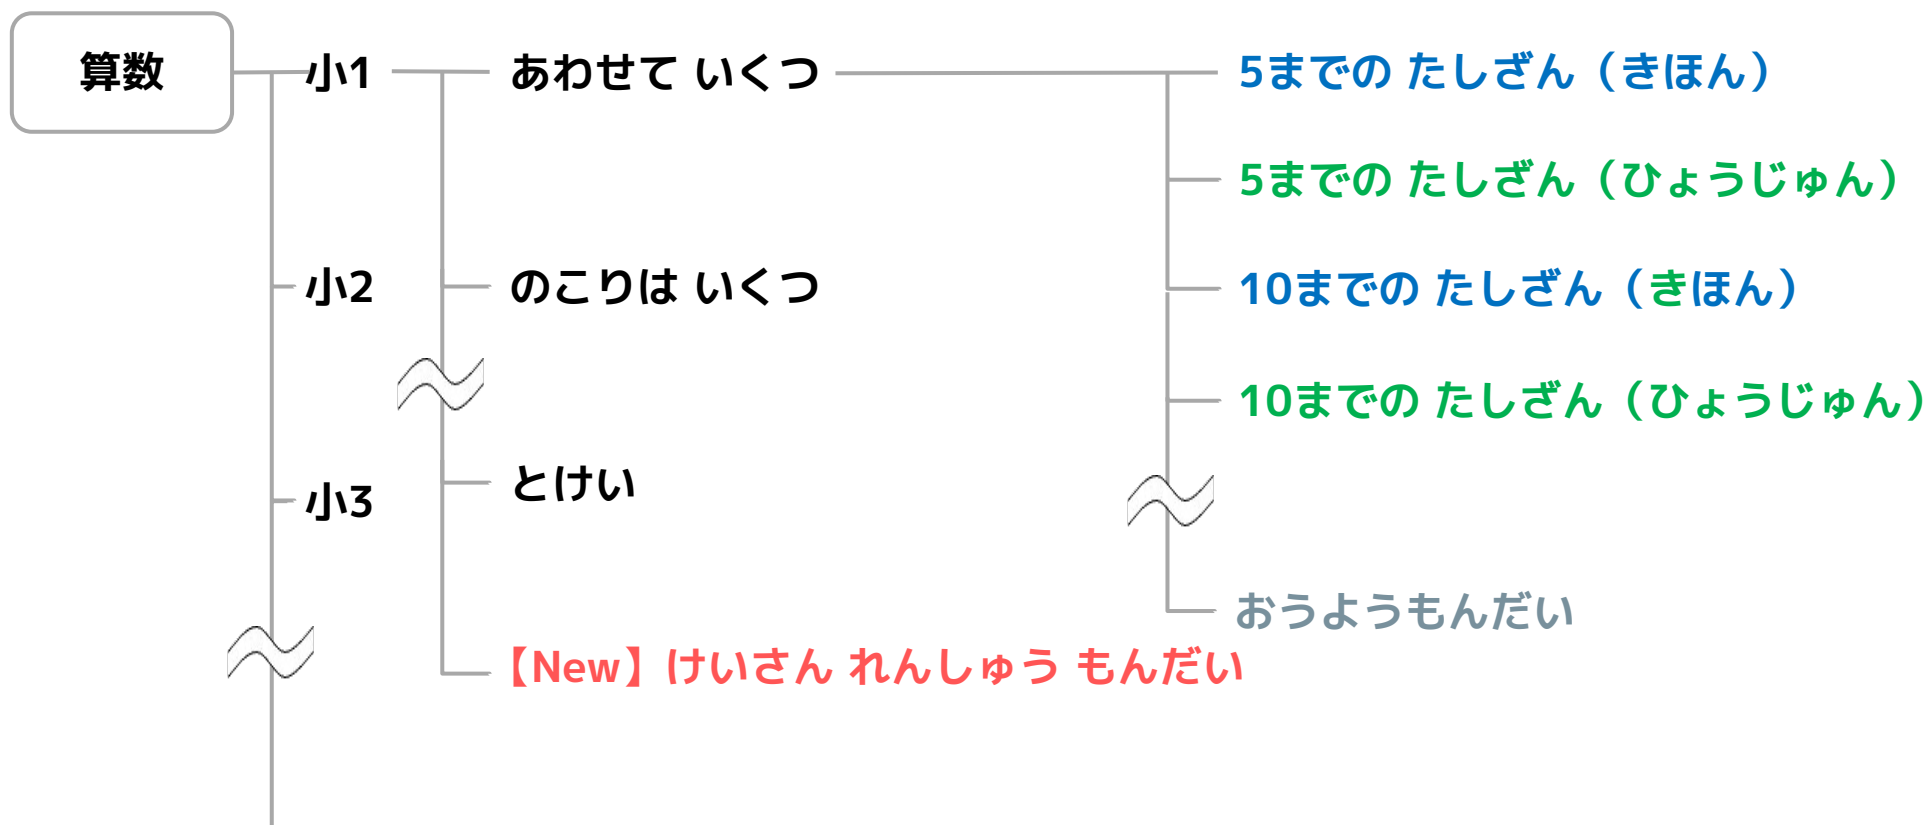 算数
小1
あわせて いくつ
5までの たしざん（きほん）
5までの たしざん（ひょうじゅん）
小2
のこりは いくつ
10までの たしざん（きほん）
10までの たしざん（ひょうじゅん）
小3
とけい
おうようもんだい
【New】けいさん れんしゅう もんだい